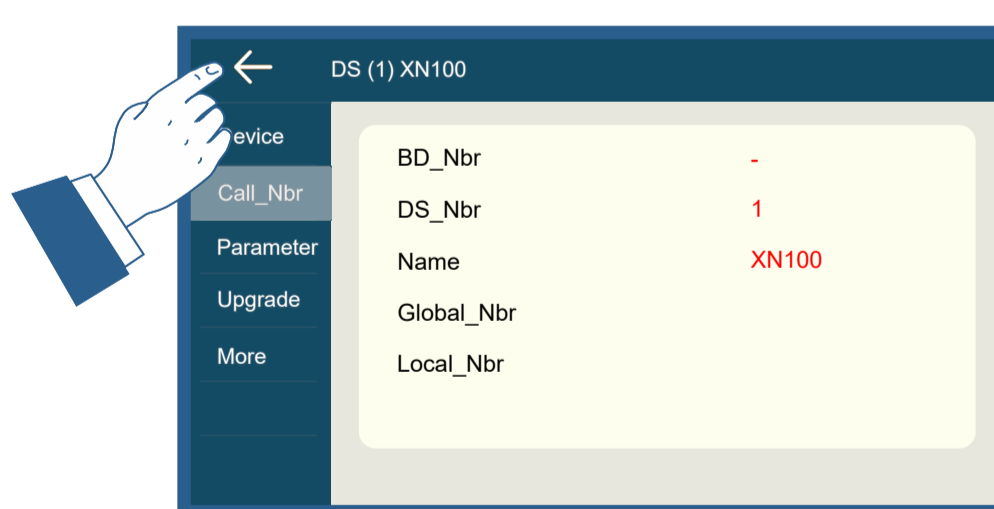 DS (1) XN100
evice
Call_Nbr
Parameter
Upgrade
More
BD_Nbr -
DS_Nbr 1
Name XN100
Global_Nbr
Local_Nbr